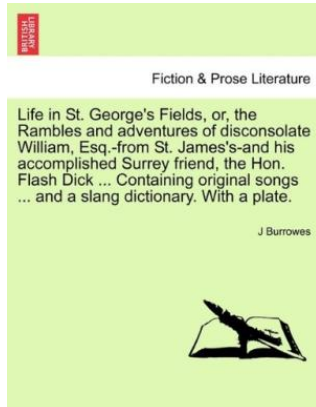 BRITISH
LIBRARY
Fiction & Prose Literature
Life in St. George's Fields, or, the
Rambles and adventures of disconsolate
William, Esq.-from St. James's-and his
accomplished Surrey friend, the Hon.
Flash Dick ... Containing original songs
... and a slang dictionary. With a plate.
J Burrowes